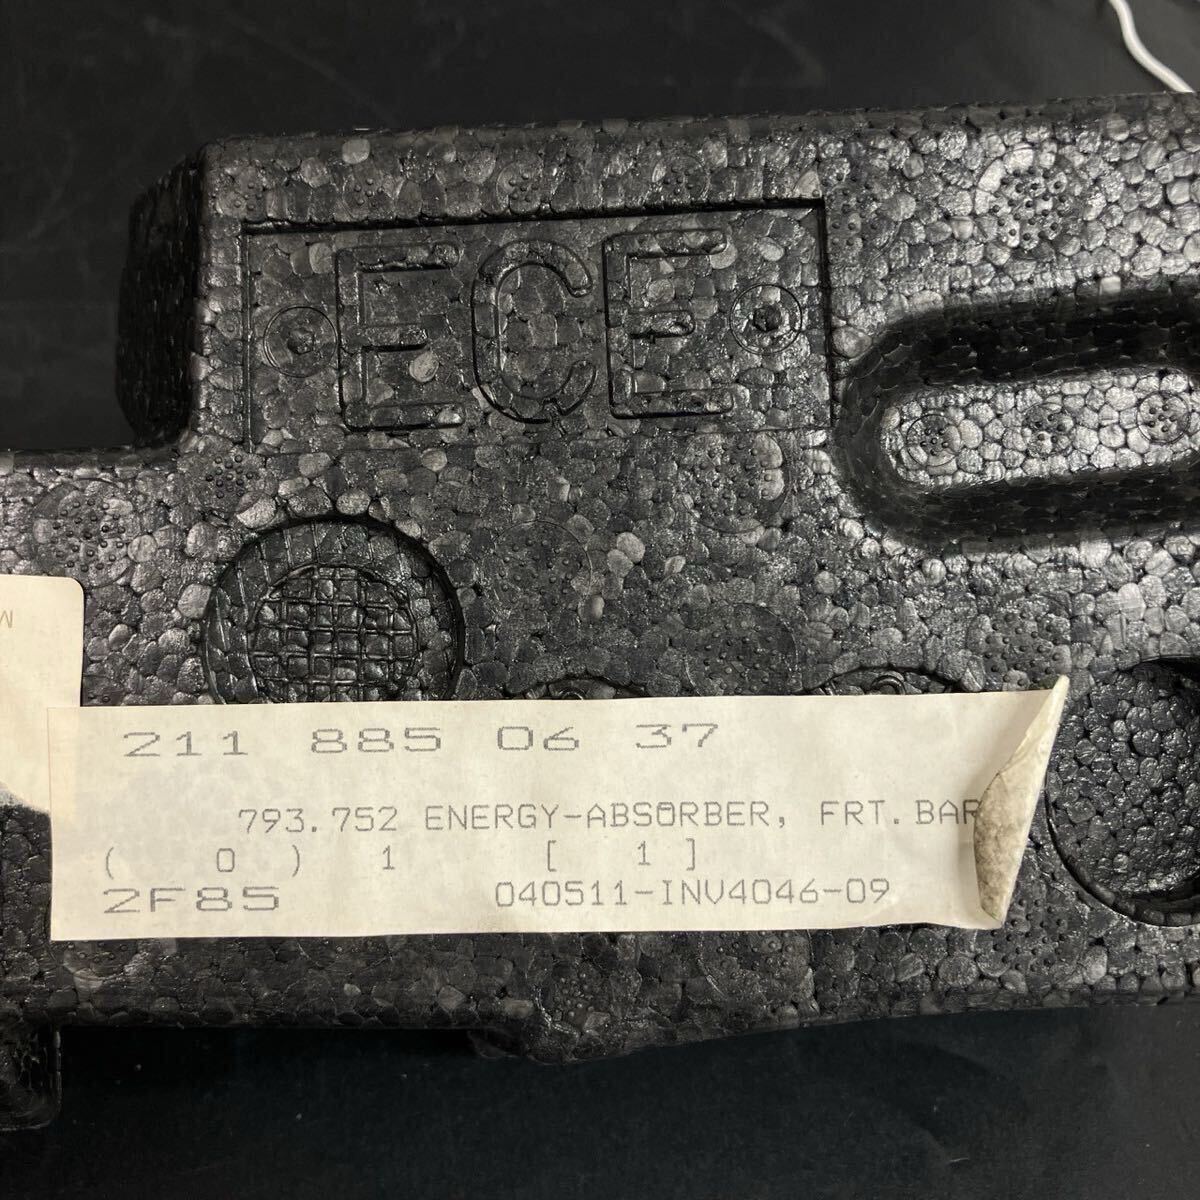 ECE
211 885 06 37
793.752 ENERGY-ABSORBER, FRT. BAR
( 0 ) 1 [ 1 ]
2F85 040511-INV4046-09